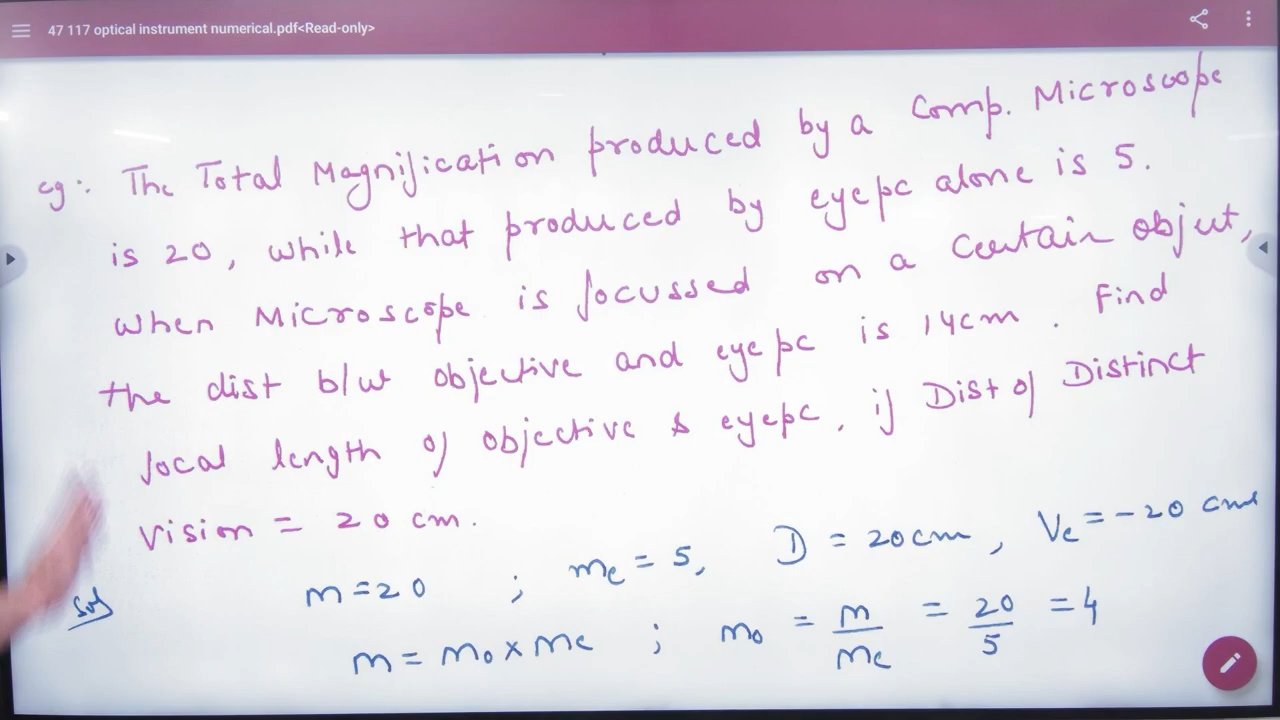 47 117 optical instrument numerical.pdf<Read-only>
eg:. The Total Magnification produced by a Comp. Microscope
is 20, while that produced by eyepc alone is 5.
When Microscope is focussed on a certain object,
the dist b/w objective and eyepc is 14cm. Find
focal length of objective & eyepc, if Dist of Distinct
Vision = 20 cm.
Sol m = 20 ; me = 5, D = 20cm, Ve = -20 cms
m = mo x me ; mo = m/me = 20/5 = 4